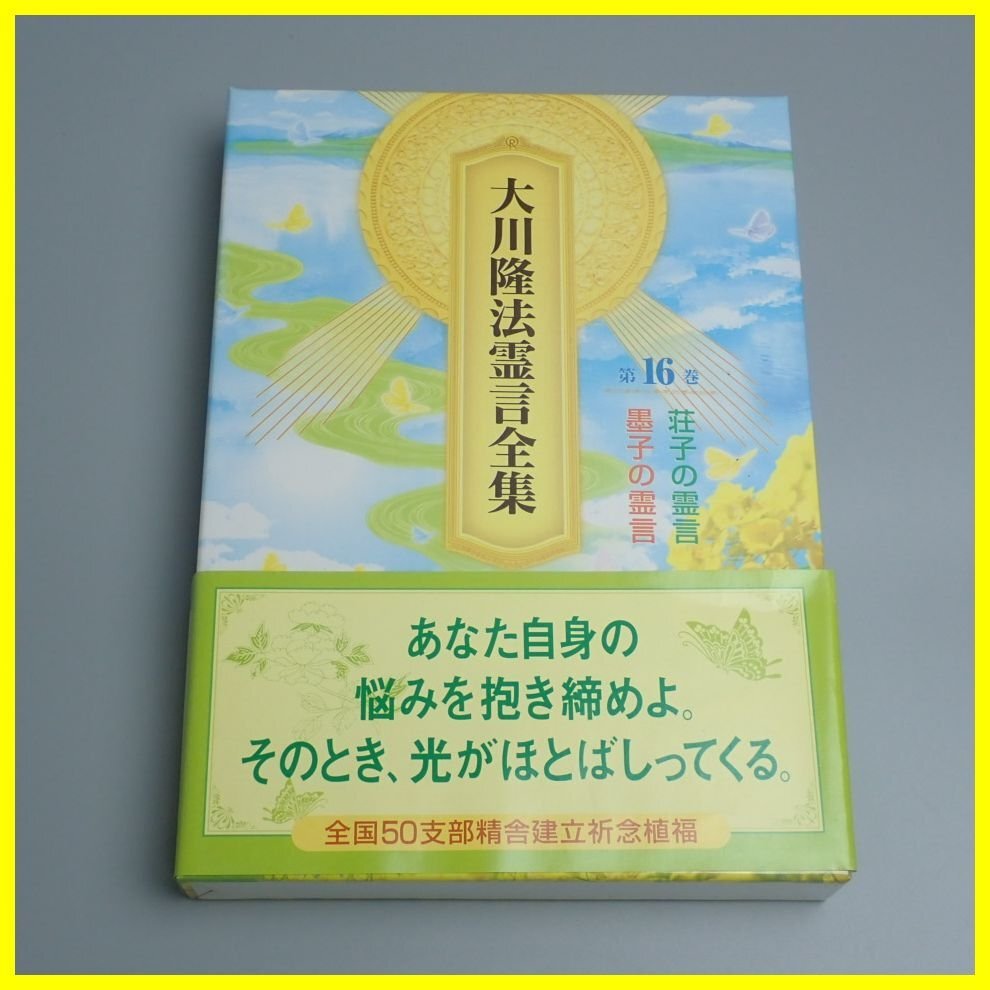 大川隆法霊言全集
第16巻
荘子の霊言
墨子の霊言
あなた自身の
悩みを抱き締めよ。
そのとき、光がほとばしってくる。
全国50支部精舎建立祈念植福